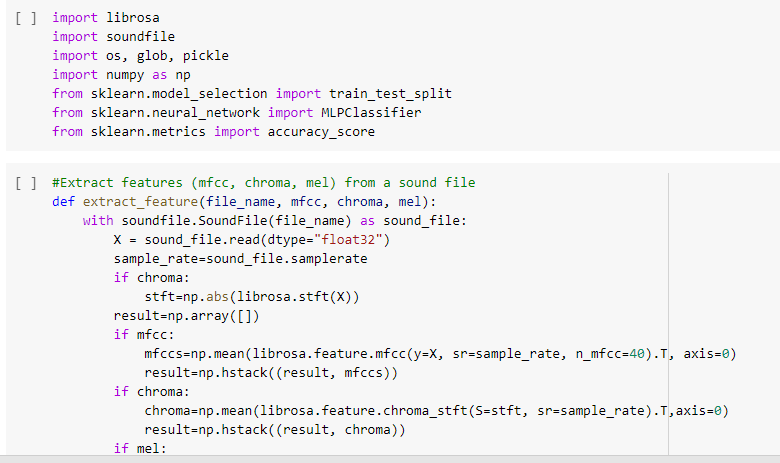 [ ] import librosa
import soundfile
import os, glob, pickle
import numpy as np
from sklearn.model_selection import train_test_split
from sklearn.neural_network import MLPClassifier
from sklearn.metrics import accuracy_score
[ ] #Extract features (mfcc, chroma, mel) from a sound file
def extract_feature(file_name, mfcc, chroma, mel):
    with soundfile.SoundFile(file_name) as sound_file:
        X = sound_file.read(dtype="float32")
        sample_rate=sound_file.samplerate
        if chroma:
            stft=np.abs(librosa.stft(X))
        result=np.array([])
        if mfcc:
            mfccs=np.mean(librosa.feature.mfcc(y=X, sr=sample_rate, n_mfcc=40).T, axis=0)
            result=np.hstack((result, mfccs))
        if chroma:
            chroma=np.mean(librosa.feature.chroma_stft(S=stft, sr=sample_rate).T,axis=0)
            result=np.hstack((result, chroma))
        if mel: